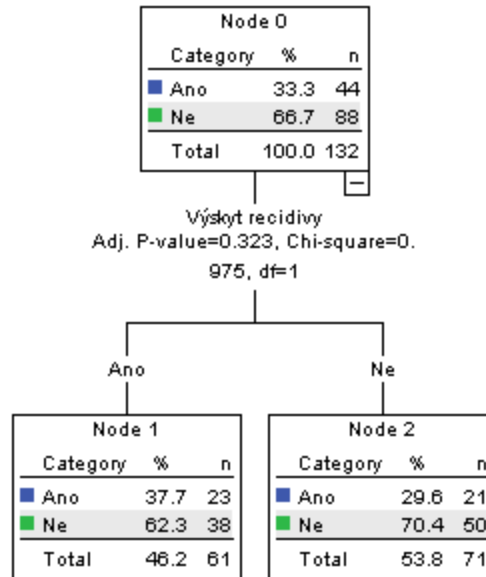 Node 0
Category % n
Ano 33.3 44
Ne 66.7 88
Total 100.0 132
Výskyt recidivy
Adj. P-value=0.323, Chi-square=0.
975, df=1
Ano Ne
Node 1 Node 2
Category % n Category % n
Ano 37.7 23 Ano 29.6 21
Ne 62.3 38 Ne 70.4 50
Total 46.2 61 Total 53.8 71